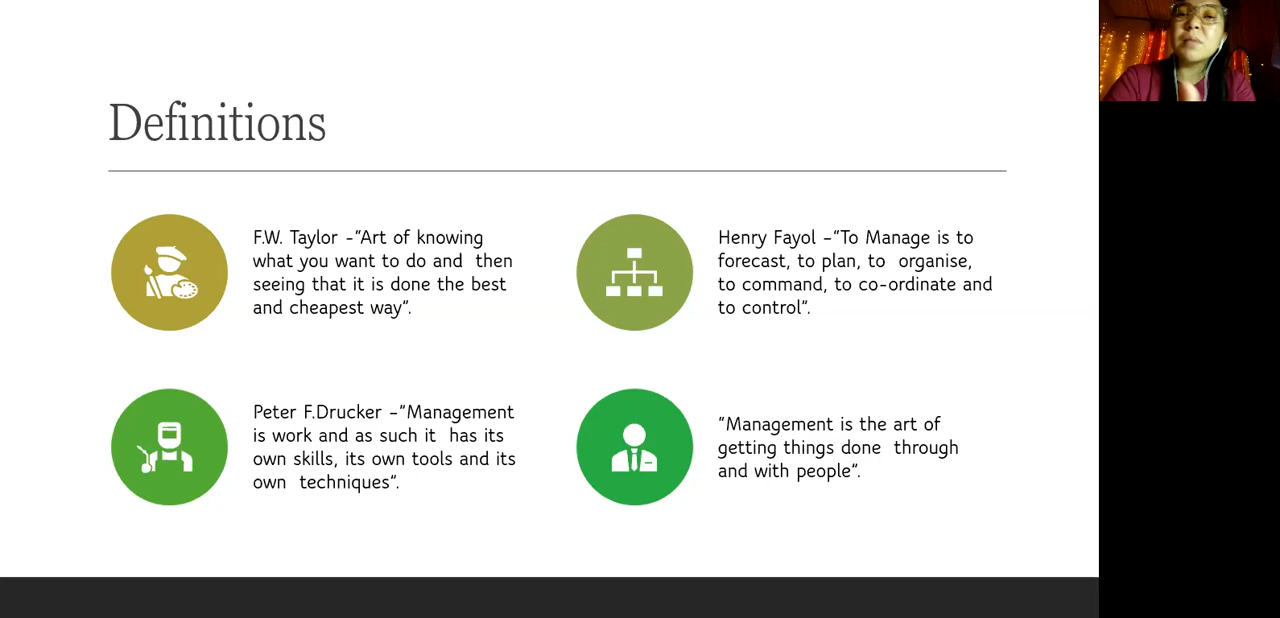 Definitions
F.W. Taylor -"Art of knowing
what you want to do and  then
seeing that it is done the best
and cheapest way".
Henry Fayol -"To Manage is to
forecast, to plan, to  organise,
to command, to co-ordinate and
to control".
Peter F.Drucker -"Management
is work and as such it  has its
own skills, its own tools and its
own  techniques".
"Management is the art of
getting things done  through
and with people".